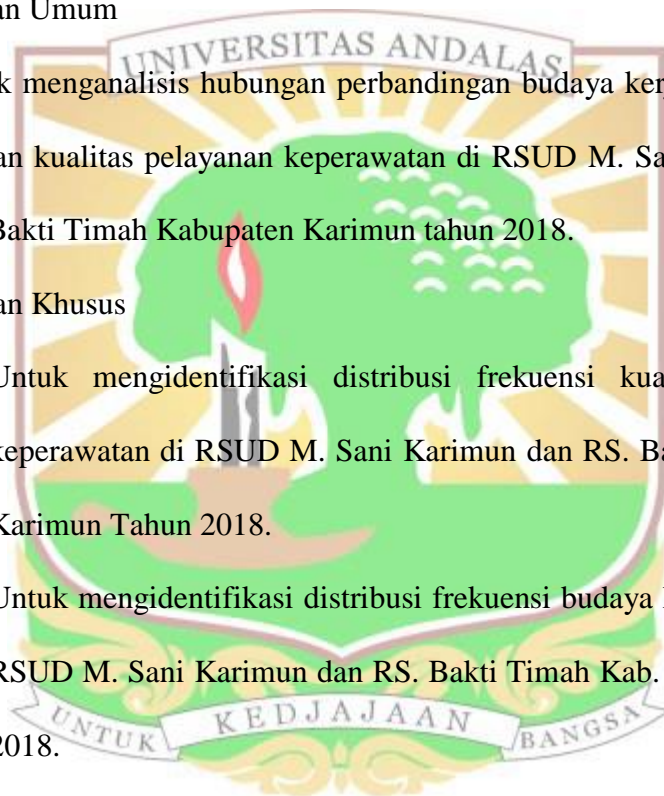 an Umum
UNIVERSITAS ANDALAS
k menganalisis hubungan perbandingan budaya ker
an kualitas pelayanan keperawatan di RSUD M. Sa
Bakti Timah Kabupaten Karimun tahun 2018.
an Khusus
Untuk mengidentifikasi distribusi frekuensi kua
keperawatan di RSUD M. Sani Karimun dan RS. Ba
Karimun Tahun 2018.
Untuk mengidentifikasi distribusi frekuensi budaya
RSUD M. Sani Karimun dan RS. Bakti Timah Kab.
UNTUK KEDJAJAAN BANGSA
2018.